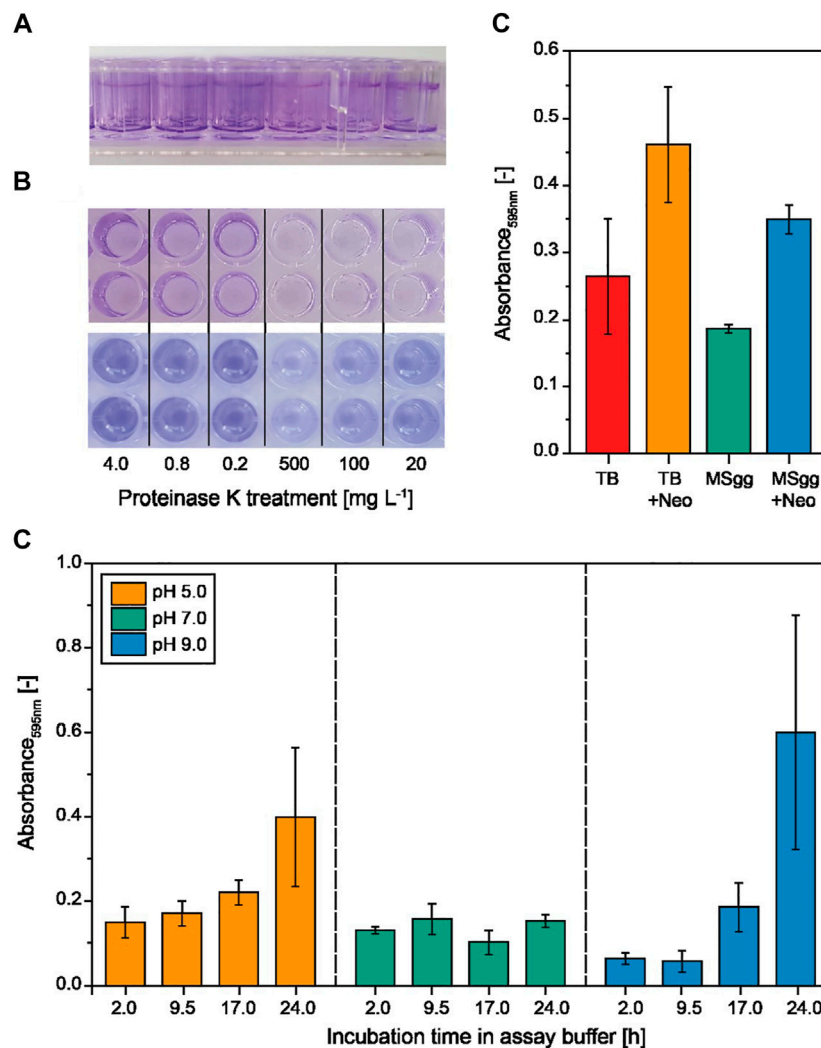 A
B
4.0 0.8 0.2 500 100 20
Proteinase K treatment [mg L⁻¹]
C
0.6
0.5
0.4
0.3
0.2
0.1
0.0
Absorbance₅₉₅nm [-]
TB TB +Neo MSgg MSgg +Neo
C
1.0
0.8
0.6
0.4
0.2
0.0
Absorbance₅₉₅nm [-]
pH 5.0
pH 7.0
pH 9.0
2.0 9.5 17.0 24.0 2.0 9.5 17.0 24.0 2.0 9.5 17.0 24.0
Incubation time in assay buffer [h]